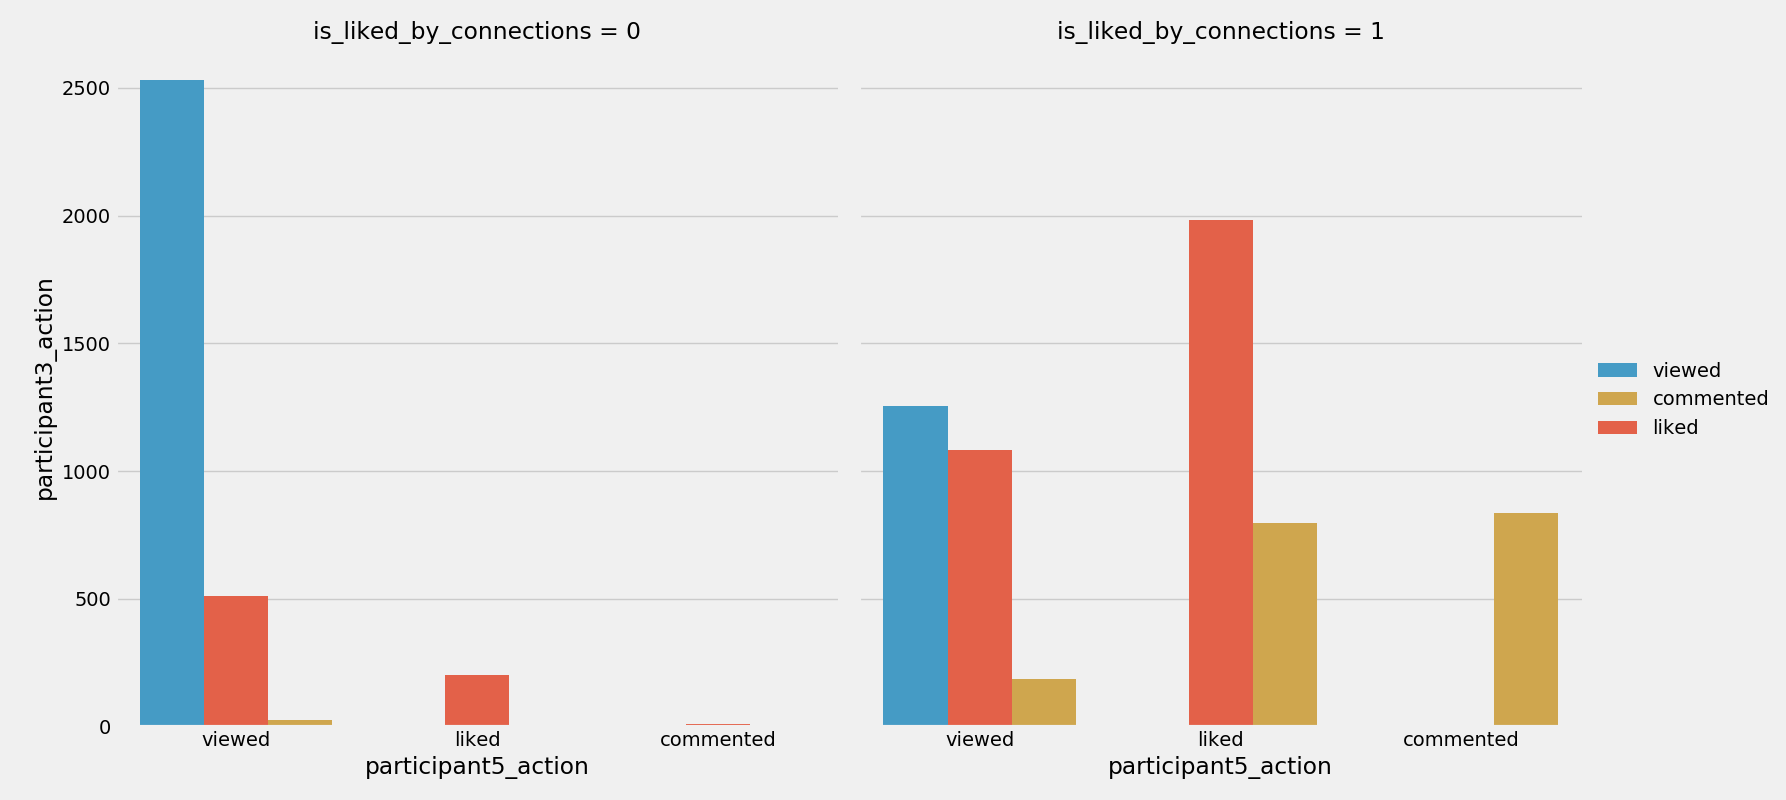 is_liked_by_connections = 0
is_liked_by_connections = 1
participant3_action
2500
2000
1500
1000
500
0
viewed
liked
commented
participant5_action
viewed
liked
commented
participant5_action
viewed
commented
liked